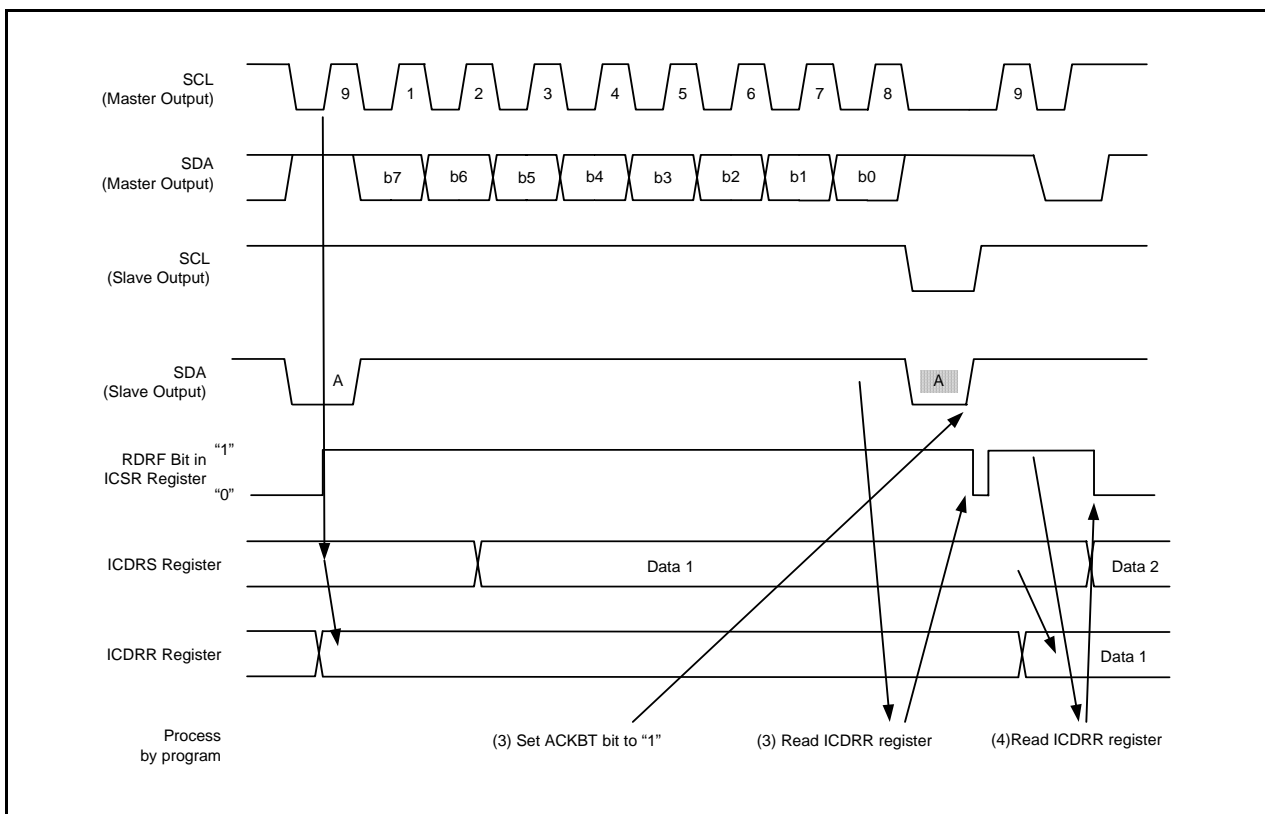 SCL
(Master Output)
9 1 2 3 4 5 6 7 8 9
SDA
(Master Output)
b7 b6 b5 b4 b3 b2 b1 b0
SCL
(Slave Output)
SDA
(Slave Output)
A A
RDRF Bit in
ICSR Register
“1”
“0”
ICDRS Register
Data 1 Data 2
ICDRR Register
Data 1
Process
by program
(3) Set ACKBT bit to “1” (3) Read ICDRR register (4)Read ICDRR register